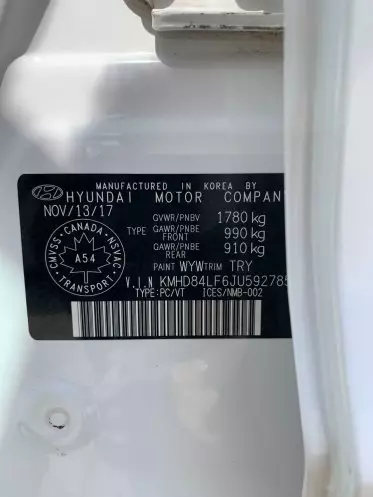 MANUFACTURED IN KOREA BY
HYUNDAI MOTOR COMPAN
NOV/13/17
GVWR/PNBV 1780 kg
TYPE GAWR/PNBE FRONT 990 kg
GAWR/PNBE REAR 910 kg
PAINT WYW TRIM TRY
V.I.N KMHD84LF6JU592785
TYPE:PC/VT ICES/NMB-002
CMVSS·CANADA·NSVAC
A54
TRANSPORT